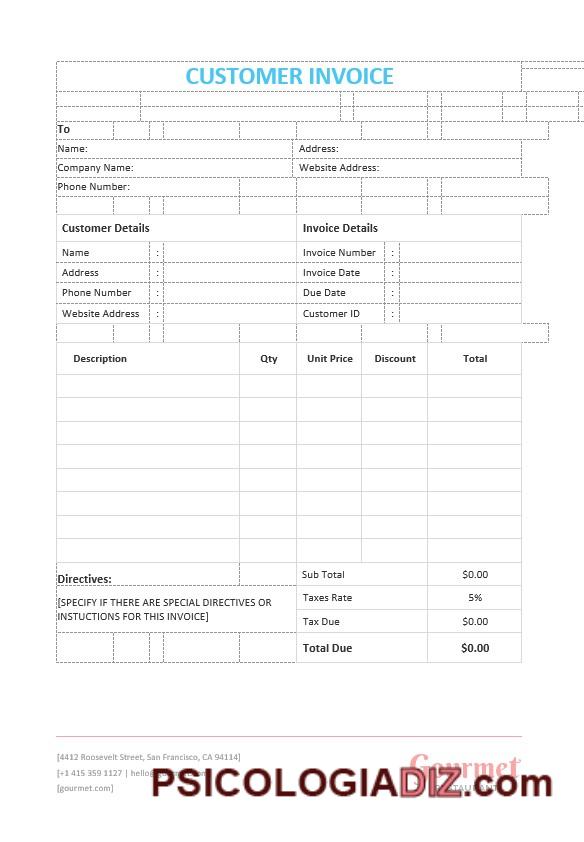 CUSTOMER INVOICE
To
Name: Address:
Company Name: Website Address:
Phone Number:
Customer Details Invoice Details
Name : Invoice Number :
Address : Invoice Date :
Phone Number : Due Date :
Website Address : Customer ID :
Description Qty Unit Price Discount Total
Directives:
[SPECIFY IF THERE ARE SPECIAL DIRECTIVES OR
INSTUCTIONS FOR THIS INVOICE]
Sub Total $0.00
Taxes Rate 5%
Tax Due $0.00
Total Due $0.00
[4412 Roosevelt Street, San Francisco, CA 94114]
[+1 415 359 1127 |
[gourmet.com]
Gourmet
PSICOLOGIADIZ.com